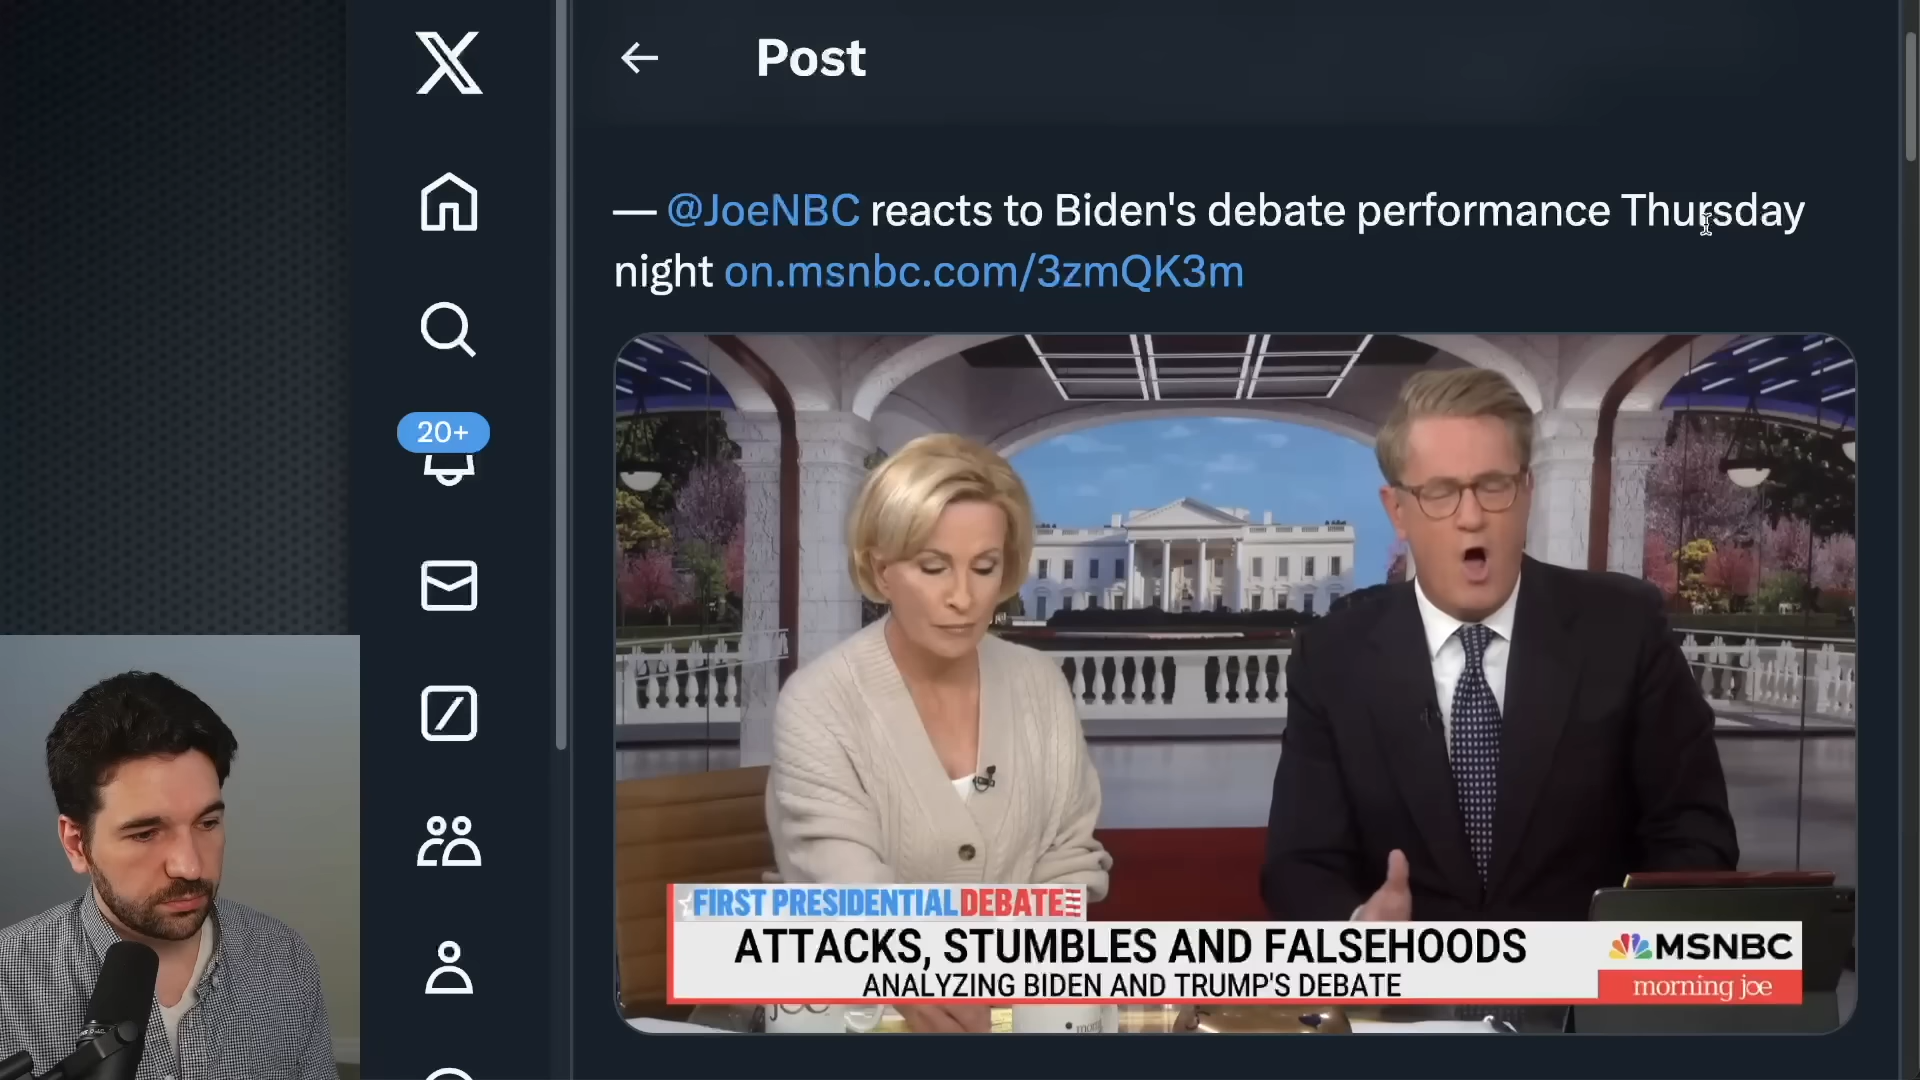 Post
— @JoeNBC reacts to Biden's debate performance Thursday
night on.msnbc.com/3zmQK3m
20+
FIRST PRESIDENTIAL DEBATE
ATTACKS, STUMBLES AND FALSEHOODS
ANALYZING BIDEN AND TRUMP'S DEBATE
MSNBC
morning joe
JOE